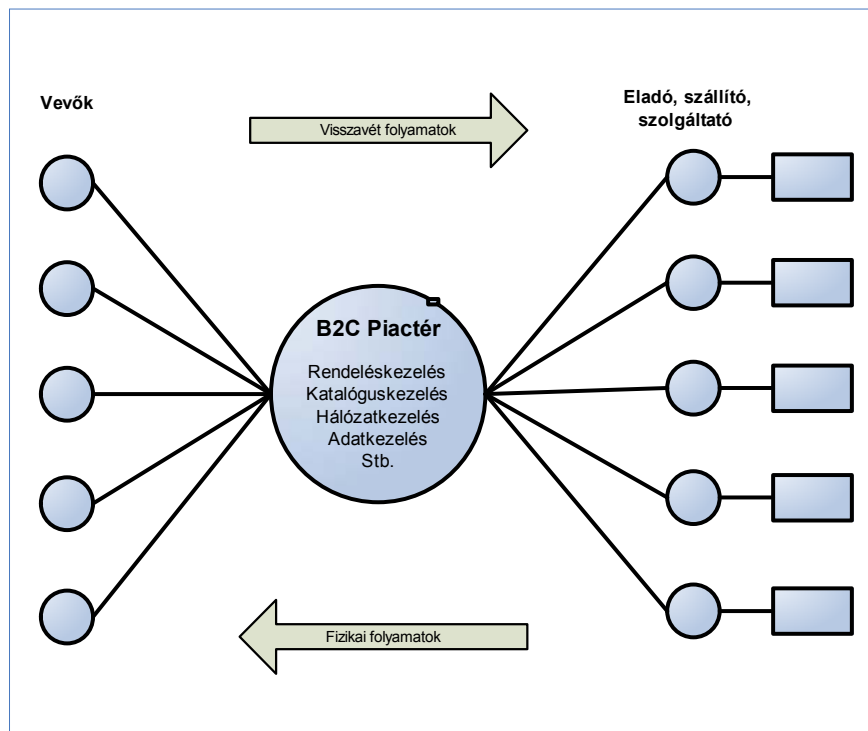 Vevők
Visszavét folyamatok
Eladó, szállító,
szolgáltató
B2C Piactér
Rendeléskezelés
Katalóguskezelés
Hálózatkezelés
Adatkezelés
Stb.
Fizikai folyamatok